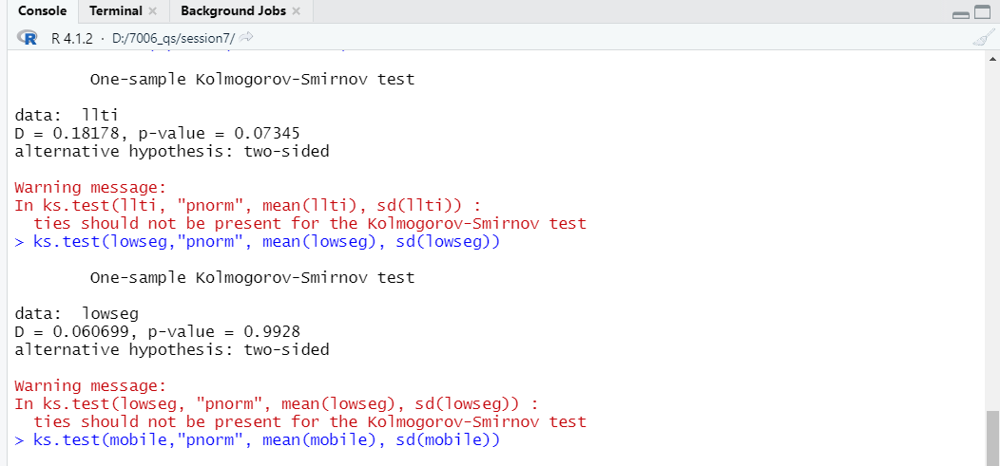 Console Terminal × Background Jobs ×
R R 4.1.2 · D:/7006_qs/session7/
One-sample Kolmogorov-Smirnov test
data:  llti
D = 0.18178, p-value = 0.07345
alternative hypothesis: two-sided
Warning message:
In ks.test(llti, "pnorm", mean(llti), sd(llti)) :
ties should not be present for the Kolmogorov-Smirnov test
> ks.test(lowseg,"pnorm", mean(lowseg), sd(lowseg))
One-sample Kolmogorov-Smirnov test
data:  lowseg
D = 0.060699, p-value = 0.9928
alternative hypothesis: two-sided
Warning message:
In ks.test(lowseg, "pnorm", mean(lowseg), sd(lowseg)) :
ties should not be present for the Kolmogorov-Smirnov test
> ks.test(mobile,"pnorm", mean(mobile), sd(mobile))